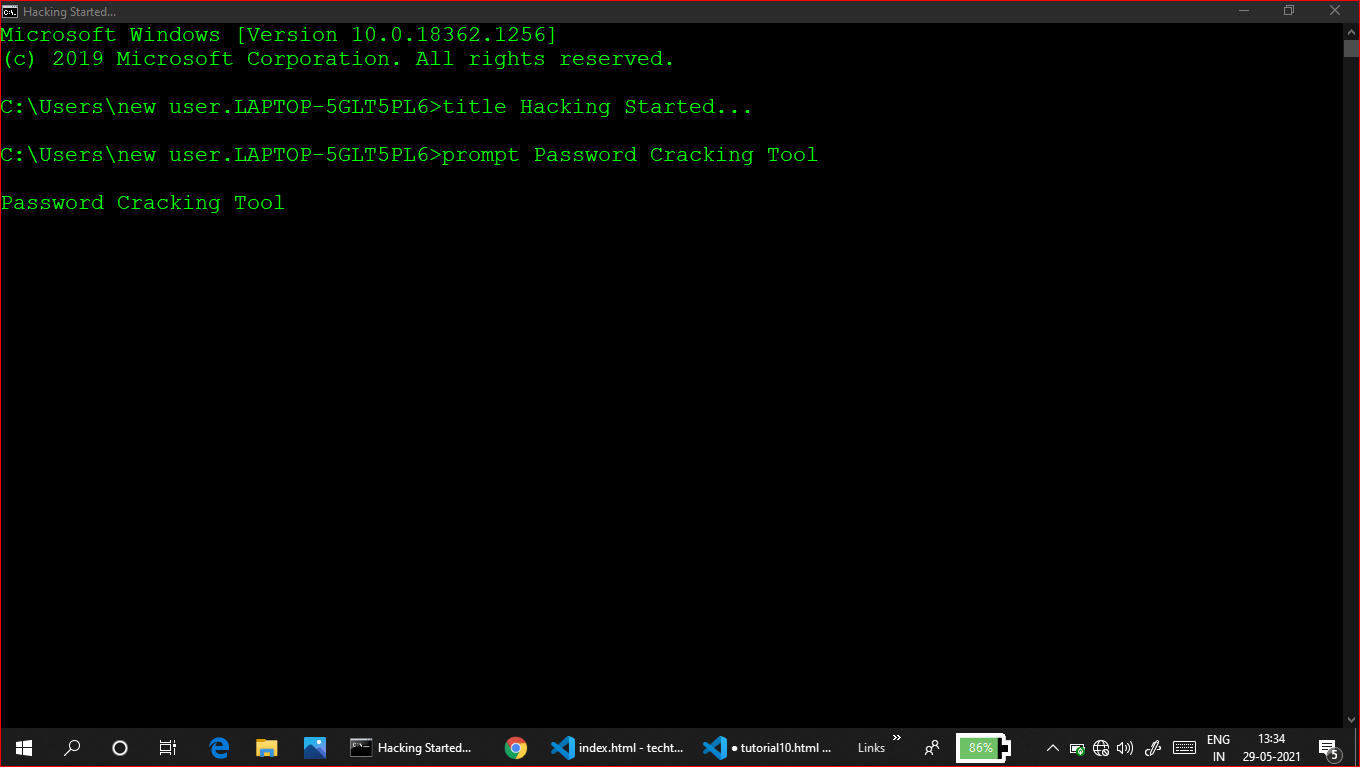 Hacking Started...
Microsoft Windows [Version 10.0.18362.1256]
(c) 2019 Microsoft Corporation. All rights reserved.
C:\Users\new user.LAPTOP-5GLT5PL6>title Hacking Started...
C:\Users\new user.LAPTOP-5GLT5PL6>prompt Password Cracking Tool
Password Cracking Tool
Hacking Started...
index.html - techt...
● tutorial10.html ...
Links
86%
ENG
IN
13:34
29-05-2021
5